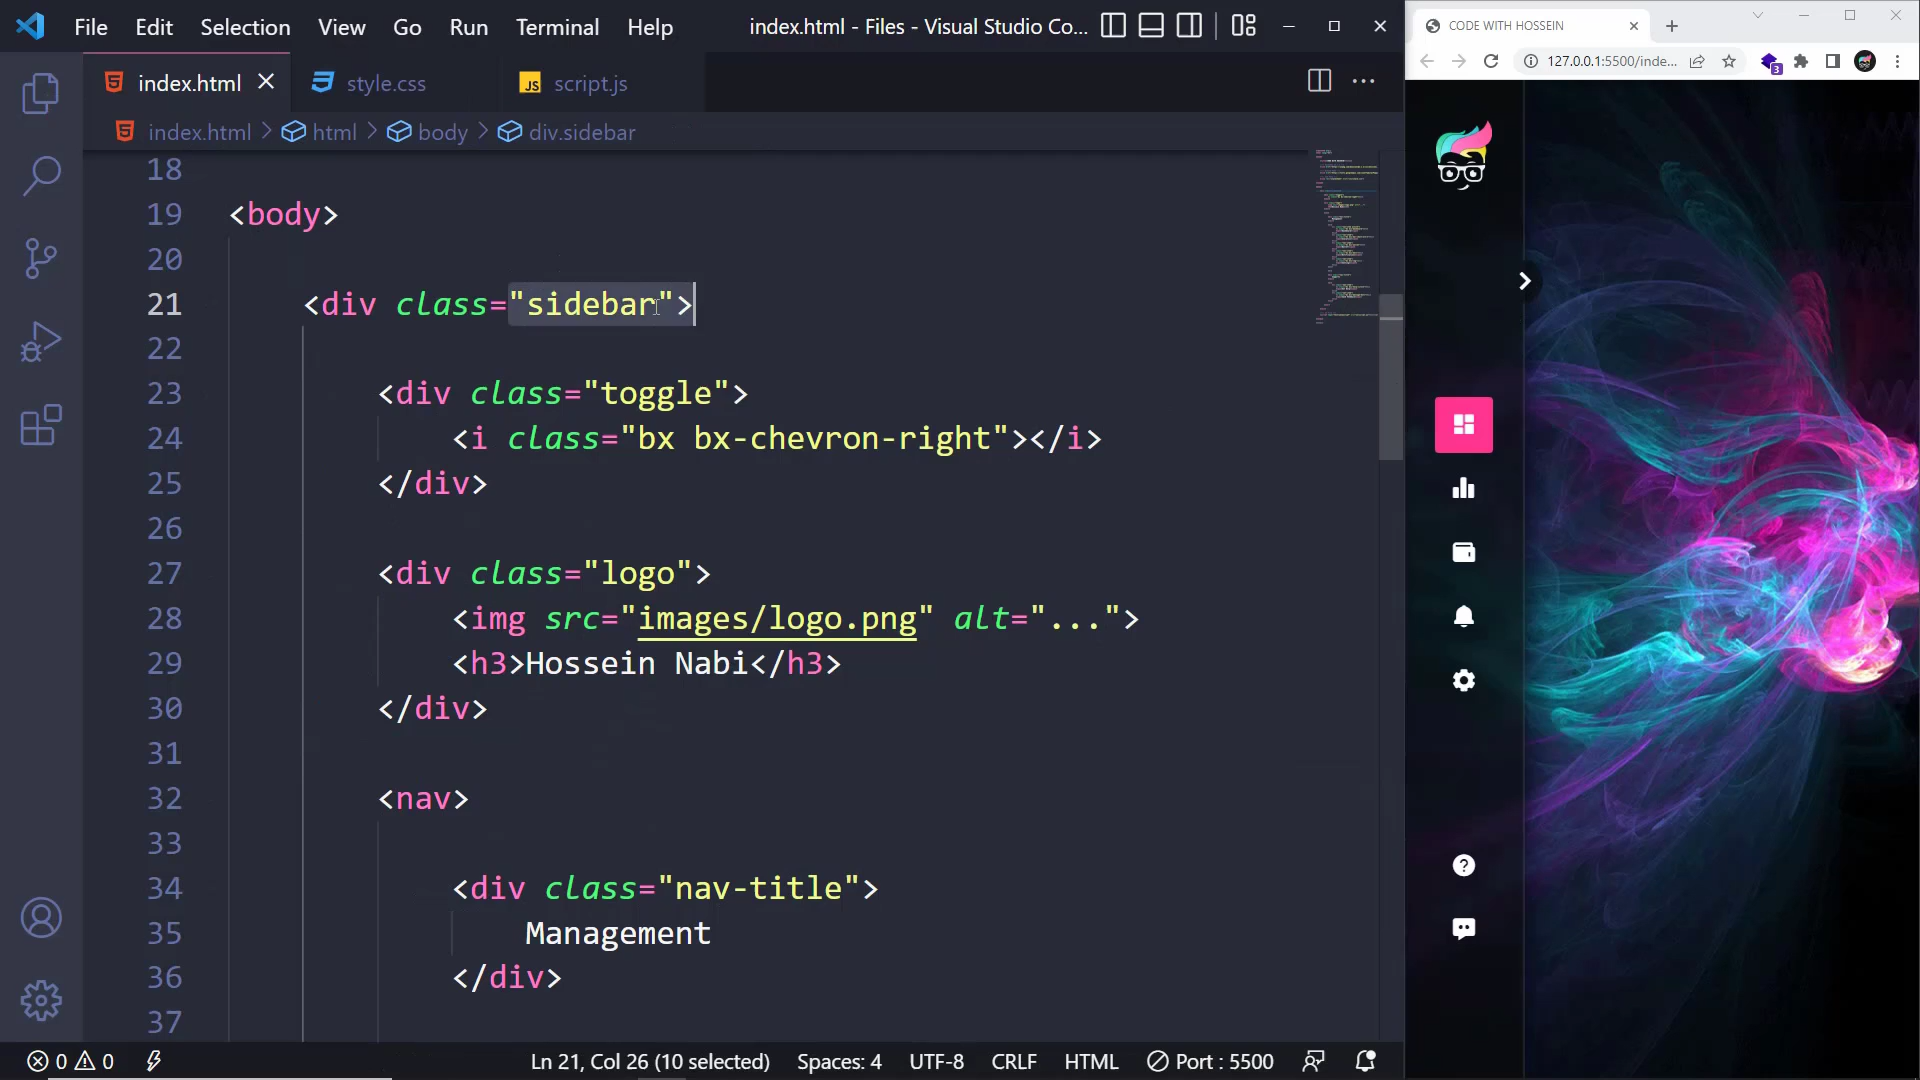 File Edit Selection View Go Run Terminal Help index.html - Files - Visual Studio Co...
index.html style.css JS script.js
index.html > html > body > div.sidebar
18
19 <body>
20
21 <div class="sidebar">
22
23 <div class="toggle">
24 <i class="bx bx-chevron-right"></i>
25 </div>
26
27 <div class="logo">
28 <img src="images/logo.png" alt="...">
29 <h3>Hossein Nabi</h3>
30 </div>
31
32 <nav>
33
34 <div class="nav-title">
35 Management
36 </div>
37
0 0 Ln 21, Col 26 (10 selected) Spaces: 4 UTF-8 CRLF HTML Port : 5500
CODE WITH HOSSEIN
127.0.0.1:5500/inde...
3